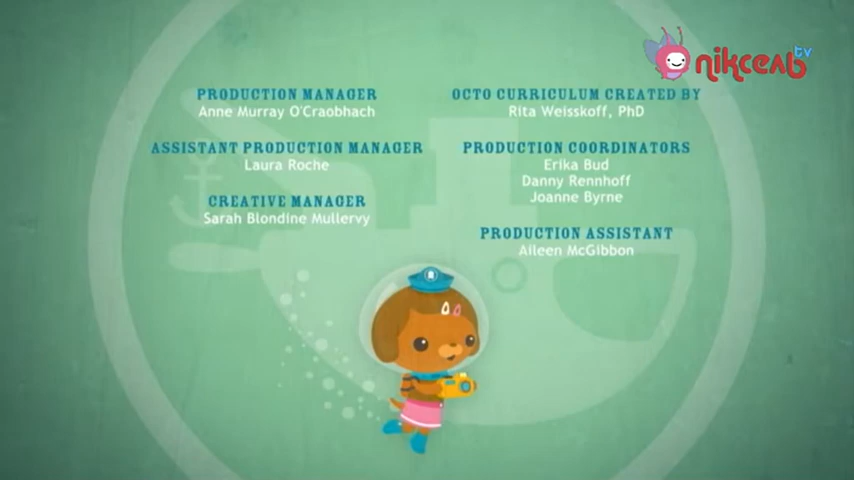 піксель tv
PRODUCTION MANAGER
Anne Murray O'Craobhach
ASSISTANT PRODUCTION MANAGER
Laura Roche
CREATIVE MANAGER
Sarah Blondine Mullervy
OCTO CURRICULUM CREATED BY
Rita Weisskoff, PhD
PRODUCTION COORDINATORS
Erika Bud
Danny Rennhoff
Joanne Byrne
PRODUCTION ASSISTANT
Aileen McGibbon